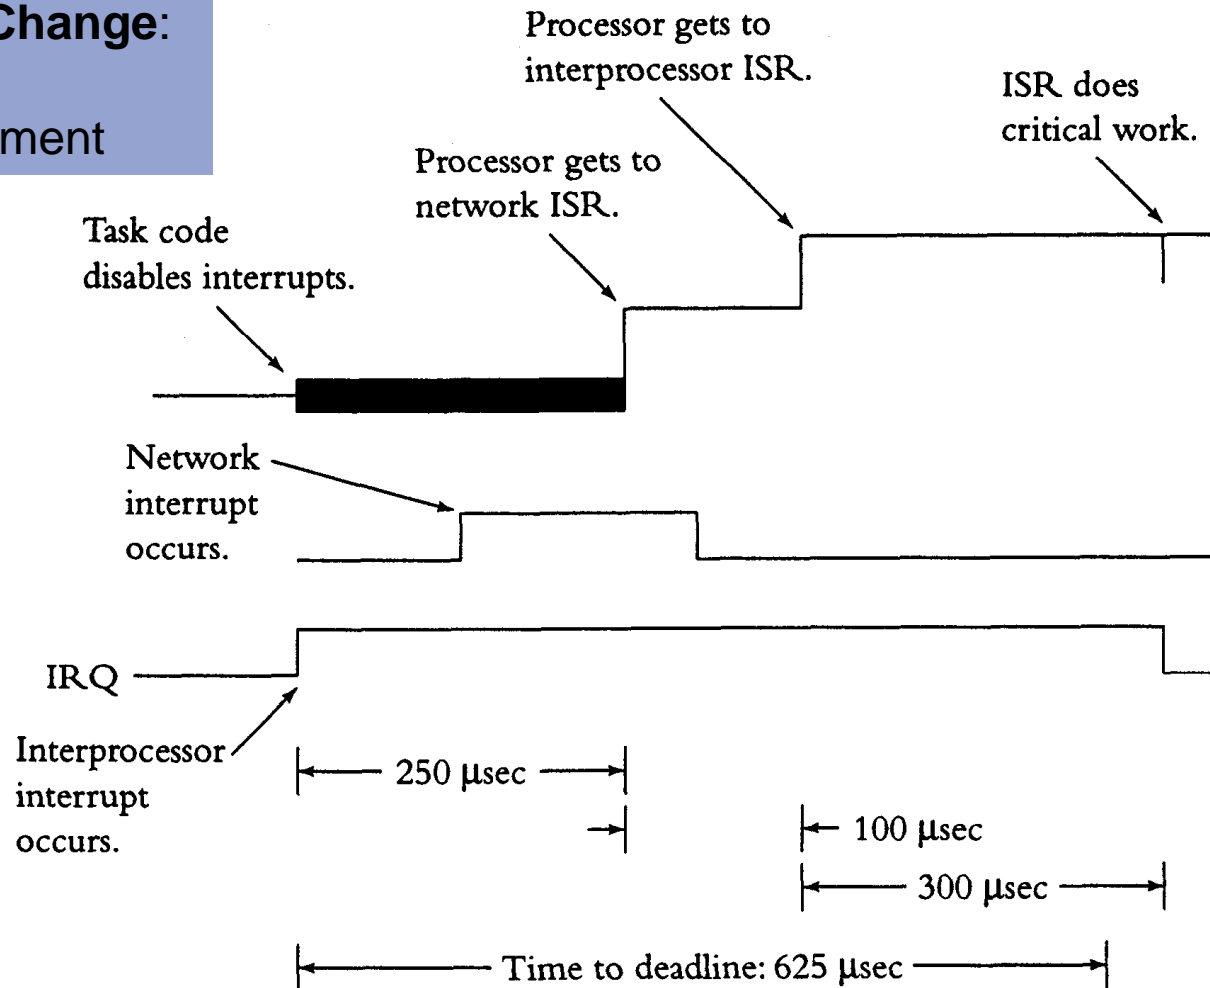 Change:
ment
Processor gets to
interprocessor ISR.
ISR does
critical work.
Processor gets to
network ISR.
Task code
disables interrupts.
Network
interrupt
occurs.
IRQ
Interprocessor
interrupt
occurs.
250 µsec
100 µsec
300 µsec
Time to deadline: 625 µsec